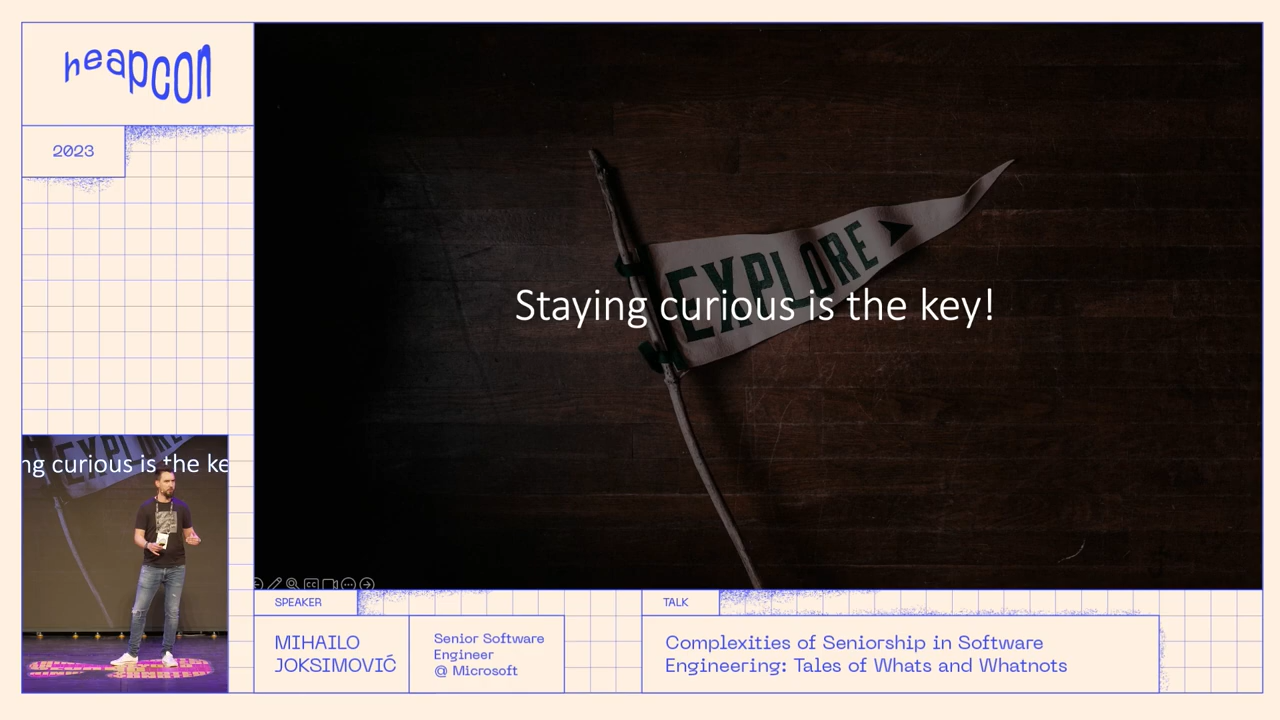 heapcon
2023
EXPLORE
Staying curious is the key!
EXPLORE
ng curious is the ke
SPEAKER
MIHAILO
JOKSIMOVIĆ
Senior Software
Engineer
@ Microsoft
TALK
Complexities of Seniorship in Software
Engineering: Tales of Whats and Whatnots